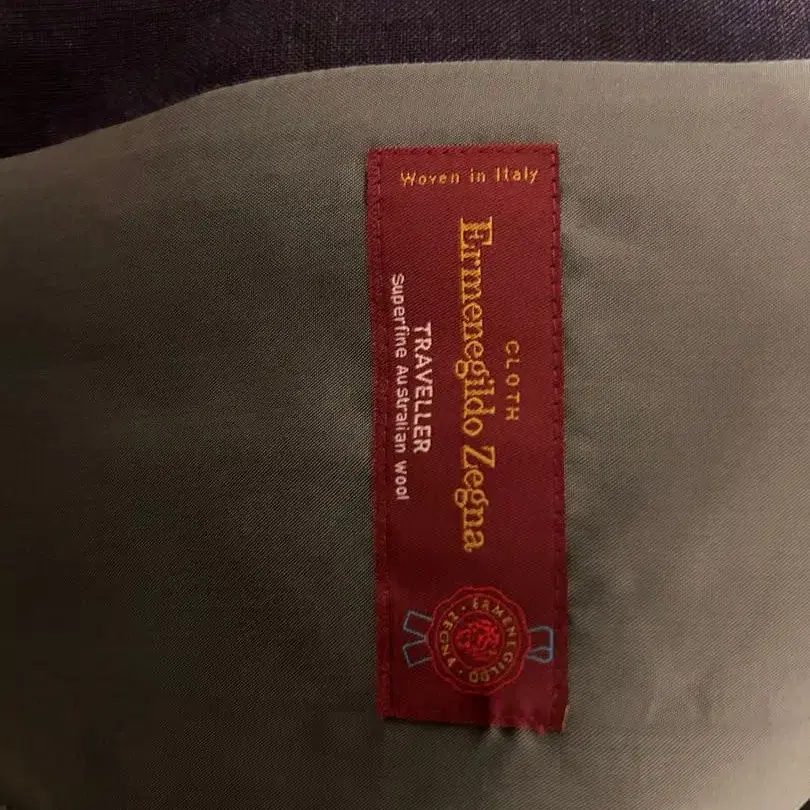 Woven in Italy
CLOTH
Ermenegildo Zegna
TRAVELLER
Superfine Australian wool
ERMENEGILDO · ZEGNA ·